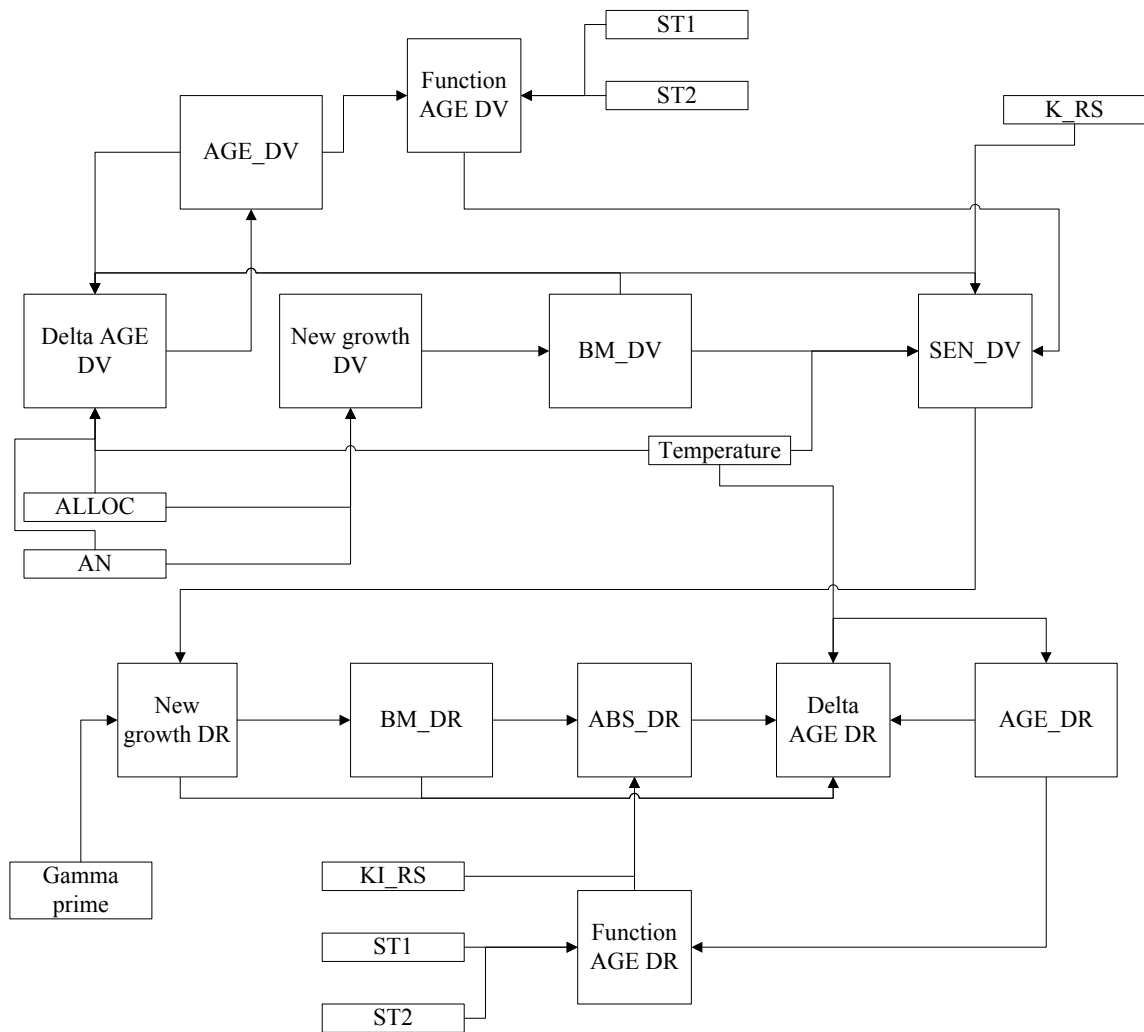 ST1
Function
AGE DV
ST2
K_RS
AGE_DV
Delta AGE
DV
New growth
DV
BM_DV
SEN_DV
Temperature
ALLOC
AN
New
growth DR
BM_DR
ABS_DR
Delta
AGE DR
AGE_DR
Gamma
prime
KI_RS
Function
AGE DR
ST1
ST2